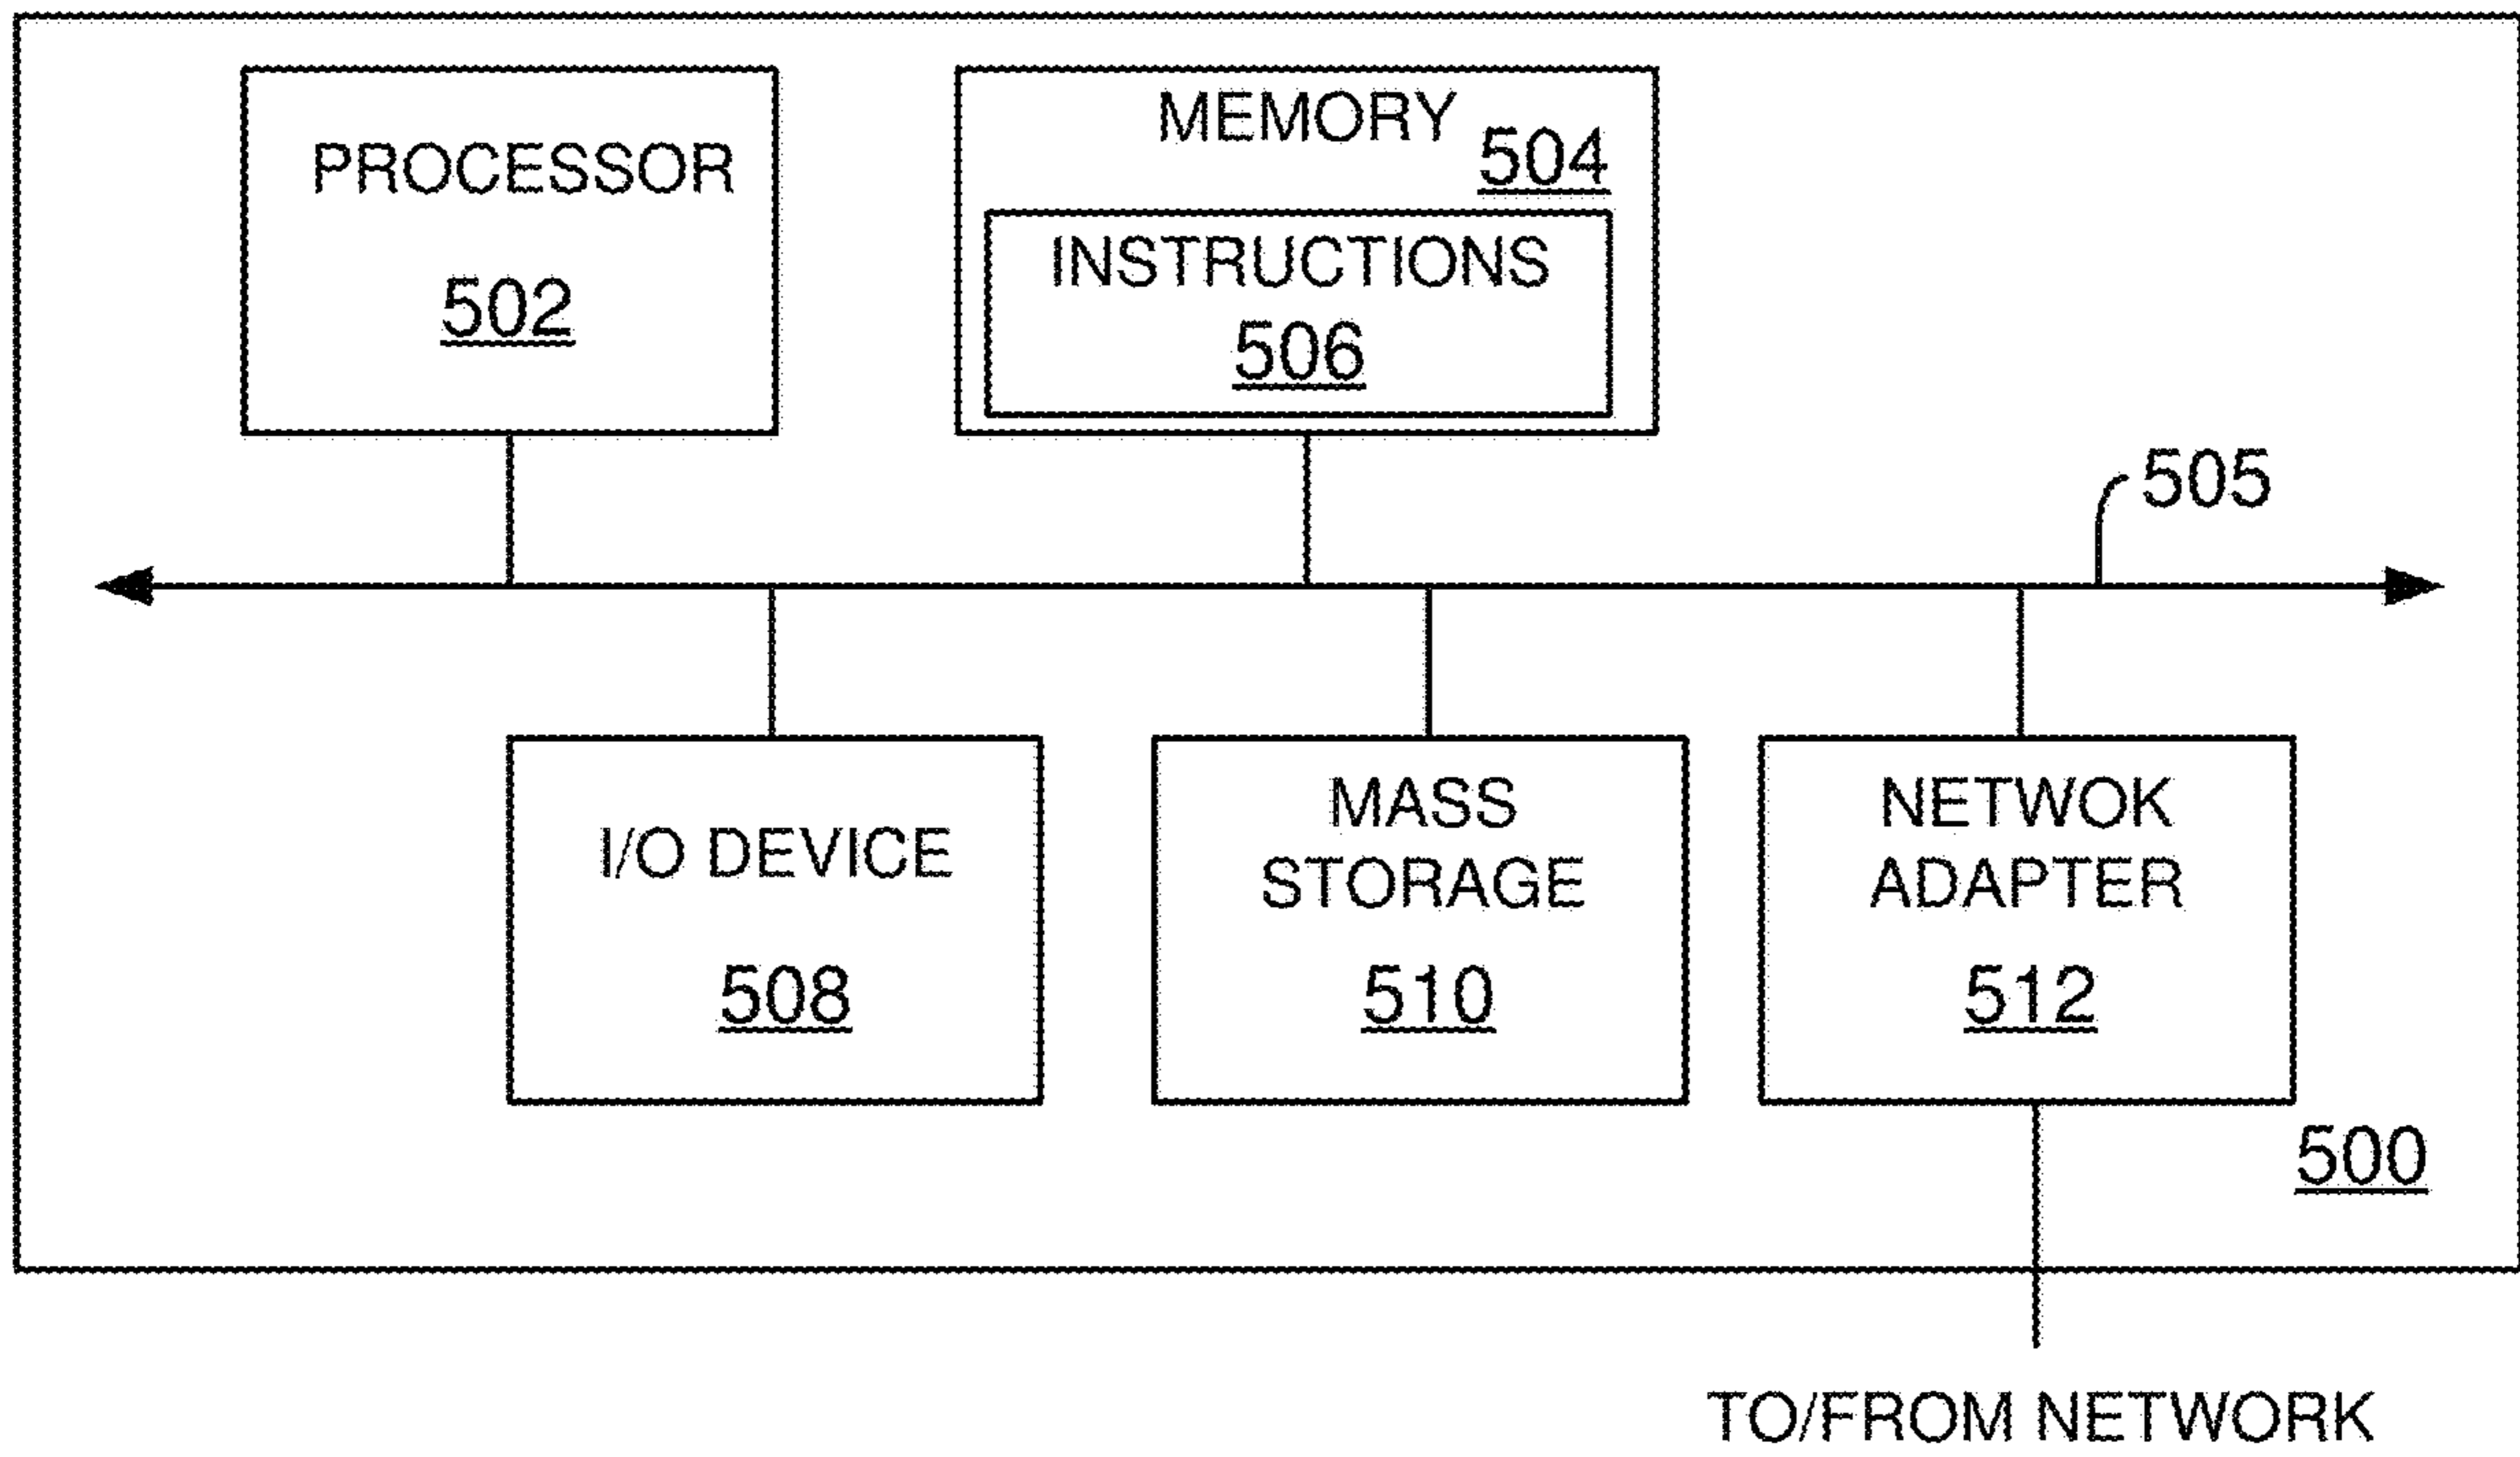 PROCESSOR
502
MEMORY
504
INSTRUCTIONS
506
505
I/O DEVICE
508
MASS
STORAGE
510
NETWOK
ADAPTER
512
500
TO/FROM NETWORK